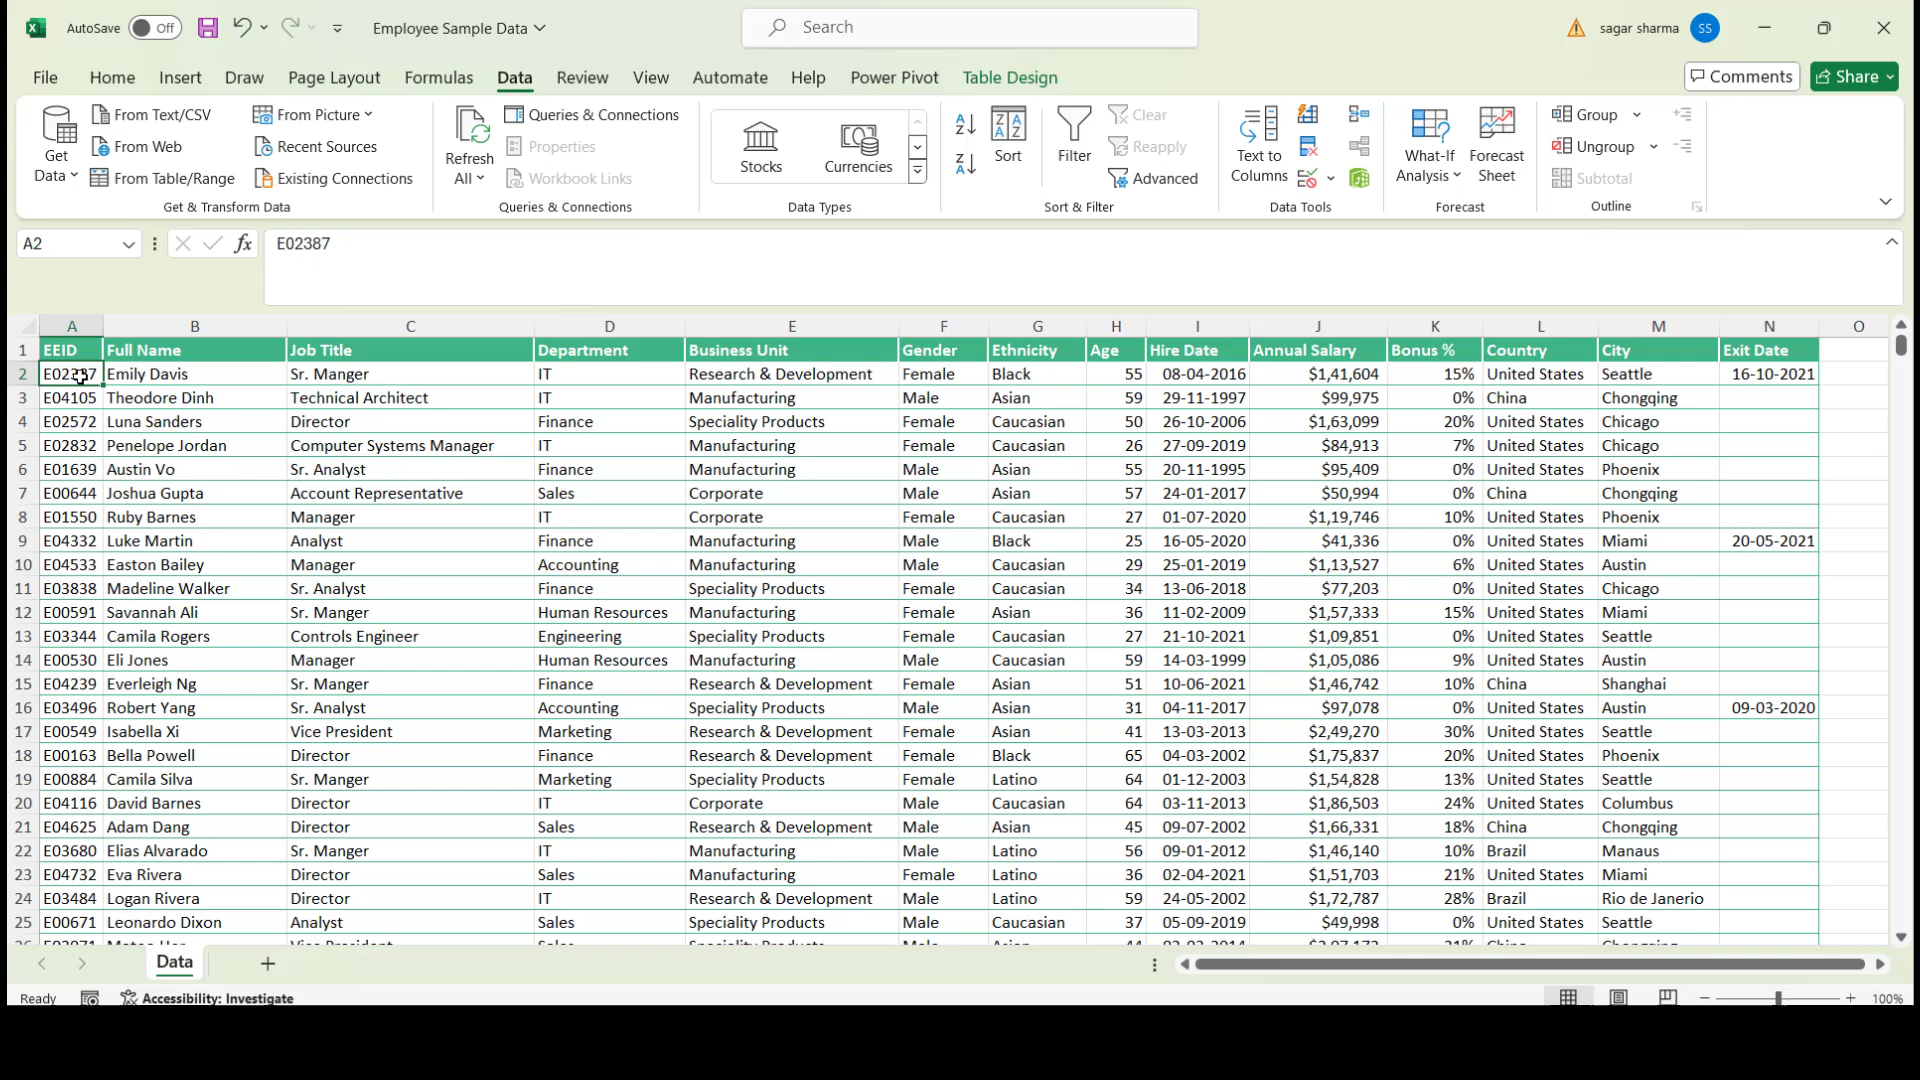 AutoSave Off Employee Sample Data Search sagar sharma SS
File Home Insert Draw Page Layout Formulas Data Review View Automate Help Power Pivot Table Design Comments Share
Get Data
From Text/CSV
From Web
From Table/Range
From Picture
Recent Sources
Existing Connections
Get & Transform Data
Refresh All
Queries & Connections
Properties
Workbook Links
Queries & Connections
Stocks
Currencies
Data Types
Sort
Filter
Clear
Reapply
Advanced
Sort & Filter
Text to Columns
Data Tools
What-If Analysis
Forecast Sheet
Forecast
Group
Ungroup
Subtotal
Outline
A2 fx E02387
A B C D E F G H I J K L M N O
1 EEID Full Name Job Title Department Business Unit Gender Ethnicity Age Hire Date Annual Salary Bonus % Country City Exit Date
2 Emily Davis Sr. Manger IT Research & Development Female Black 55 08-04-2016 $1,41,604 15% United States Seattle 16-10-2021
3 E04105 Theodore Dinh Technical Architect IT Manufacturing Male Asian 59 29-11-1997 $99,975 0% China Chongqing
4 E02572 Luna Sanders Director Finance Speciality Products Female Caucasian 50 26-10-2006 $1,63,099 20% United States Chicago
5 E02832 Penelope Jordan Computer Systems Manager IT Manufacturing Female Caucasian 26 27-09-2019 $84,913 7% United States Chicago
6 E01639 Austin Vo Sr. Analyst Finance Manufacturing Male Asian 55 20-11-1995 $95,409 0% United States Phoenix
7 E00644 Joshua Gupta Account Representative Sales Corporate Male Asian 57 24-01-2017 $50,994 0% China Chongqing
8 E01550 Ruby Barnes Manager IT Corporate Female Caucasian 27 01-07-2020 $1,19,746 10% United States Phoenix
9 E04332 Luke Martin Analyst Finance Manufacturing Male Black 25 16-05-2020 $41,336 0% United States Miami 20-05-2021
10 E04533 Easton Bailey Manager Accounting Manufacturing Male Caucasian 29 25-01-2019 $1,13,527 6% United States Austin
11 E03838 Madeline Walker Sr. Analyst Finance Speciality Products Female Caucasian 34 13-06-2018 $77,203 0% United States Chicago
12 E00591 Savannah Ali Sr. Manger Human Resources Manufacturing Female Asian 36 11-02-2009 $1,57,333 15% United States Miami
13 E03344 Camila Rogers Controls Engineer Engineering Speciality Products Female Caucasian 27 21-10-2021 $1,09,851 0% United States Seattle
14 E00530 Eli Jones Manager Human Resources Manufacturing Male Caucasian 59 14-03-1999 $1,05,086 9% United States Austin
15 E04239 Everleigh Ng Sr. Manger Finance Research & Development Female Asian 51 10-06-2021 $1,46,742 10% China Shanghai
16 E03496 Robert Yang Sr. Analyst Accounting Speciality Products Male Asian 31 04-11-2017 $97,078 0% United States Austin 09-03-2020
17 E00549 Isabella Xi Vice President Marketing Research & Development Female Asian 41 13-03-2013 $2,49,270 30% United States Seattle
18 E00163 Bella Powell Director Finance Research & Development Female Black 65 04-03-2002 $1,75,837 20% United States Phoenix
19 E00884 Camila Silva Sr. Manger Marketing Speciality Products Female Latino 64 01-12-2003 $1,54,828 13% United States Seattle
20 E04116 David Barnes Director IT Corporate Male Caucasian 64 03-11-2013 $1,86,503 24% United States Columbus
21 E04625 Adam Dang Director Sales Research & Development Male Asian 45 09-07-2002 $1,66,331 18% China Chongqing
22 E03680 Elias Alvarado Sr. Manger IT Manufacturing Male Latino 56 09-01-2012 $1,46,140 10% Brazil Manaus
23 E04732 Eva Rivera Director Sales Manufacturing Female Latino 36 02-04-2021 $1,51,703 21% United States Miami
24 E03484 Logan Rivera Director IT Research & Development Male Latino 59 24-05-2002 $1,72,787 28% Brazil Rio de Janerio
25 E00671 Leonardo Dixon Analyst Sales Speciality Products Male Caucasian 37 05-09-2019 $49,998 0% United States Seattle
Data
Ready Accessibility: Investigate 100%